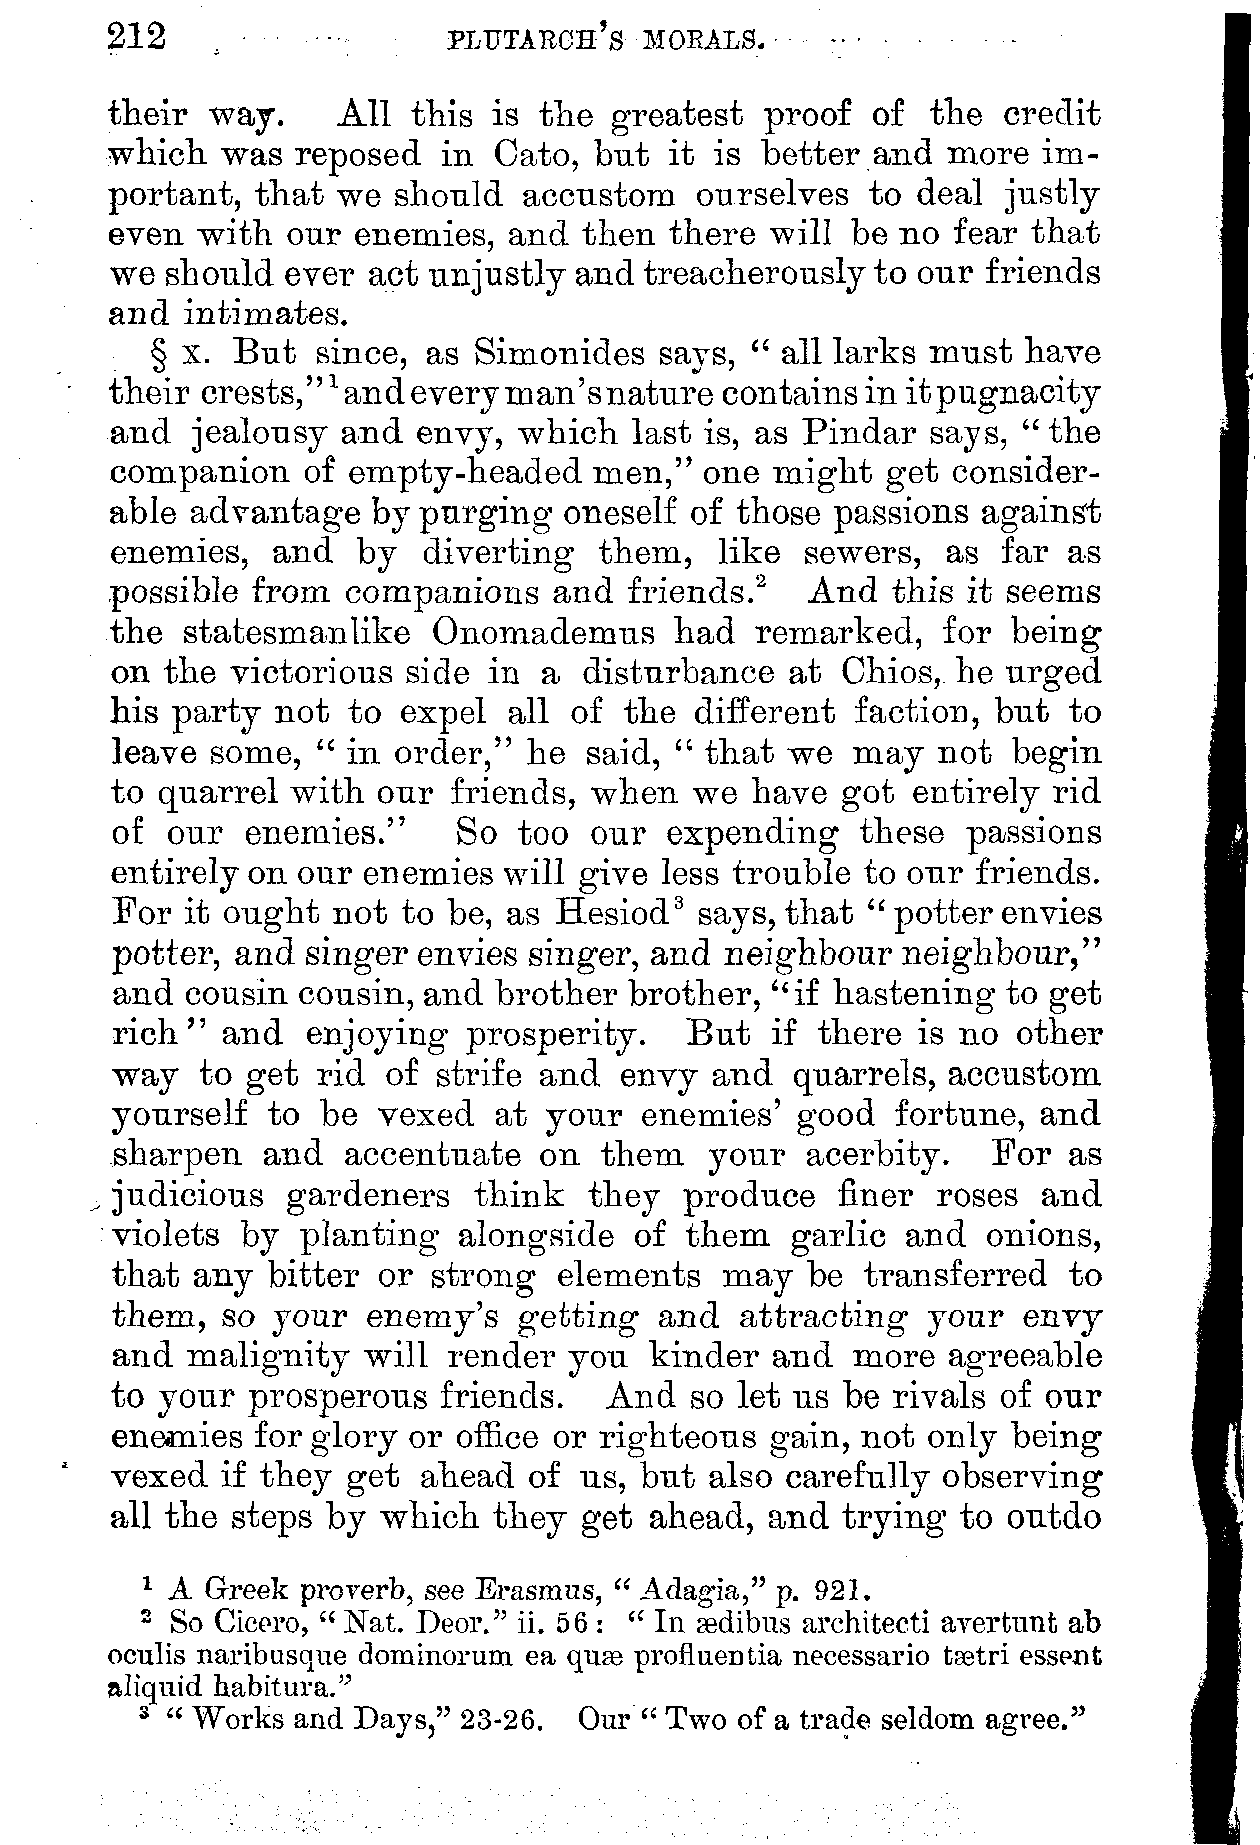 212 PLUTARCH'S MORALS.
their way. All this is the greatest proof of the credit
which was reposed in Cato, but it is better and more im-
portant, that we should accustom ourselves to deal justly
even with our enemies, and then there will be no fear that
we should ever act unjustly and treacherously to our friends
and intimates.
§ x. But since, as Simonides says, “ all larks must have
their crests,”¹ and every man's nature contains in it pugnacity
and jealousy and envy, which last is, as Pindar says, “ the
companion of empty-headed men,” one might get consider-
able advantage by purging oneself of those passions against
enemies, and by diverting them, like sewers, as far as
possible from companions and friends.² And this it seems
the statesmanlike Onomademus had remarked, for being
on the victorious side in a disturbance at Chios, he urged
his party not to expel all of the different faction, but to
leave some, “ in order,” he said, “ that we may not begin
to quarrel with our friends, when we have got entirely rid
of our enemies.” So too our expending these passions
entirely on our enemies will give less trouble to our friends.
For it ought not to be, as Hesiod³ says, that “ potter envies
potter, and singer envies singer, and neighbour neighbour,”
and cousin cousin, and brother brother, “if hastening to get
rich ” and enjoying prosperity. But if there is no other
way to get rid of strife and envy and quarrels, accustom
yourself to be vexed at your enemies' good fortune, and
sharpen and accentuate on them your acerbity. For as
judicious gardeners think they produce finer roses and
violets by planting alongside of them garlic and onions,
that any bitter or strong elements may be transferred to
them, so your enemy's getting and attracting your envy
and malignity will render you kinder and more agreeable
to your prosperous friends. And so let us be rivals of our
enemies for glory or office or righteous gain, not only being
vexed if they get ahead of us, but also carefully observing
all the steps by which they get ahead, and trying to outdo
¹ A Greek proverb, see Erasmus, “ Adagia,” p. 921.
² So Cicero, “ Nat. Deor.” ii. 56 : “ In ædibus architecti avertunt ab
oculis naribusque dominorum ea quæ profluentia necessario tætri essent
aliquid habitura.”
³ “ Works and Days,” 23-26. Our “ Two of a trade seldom agree.”